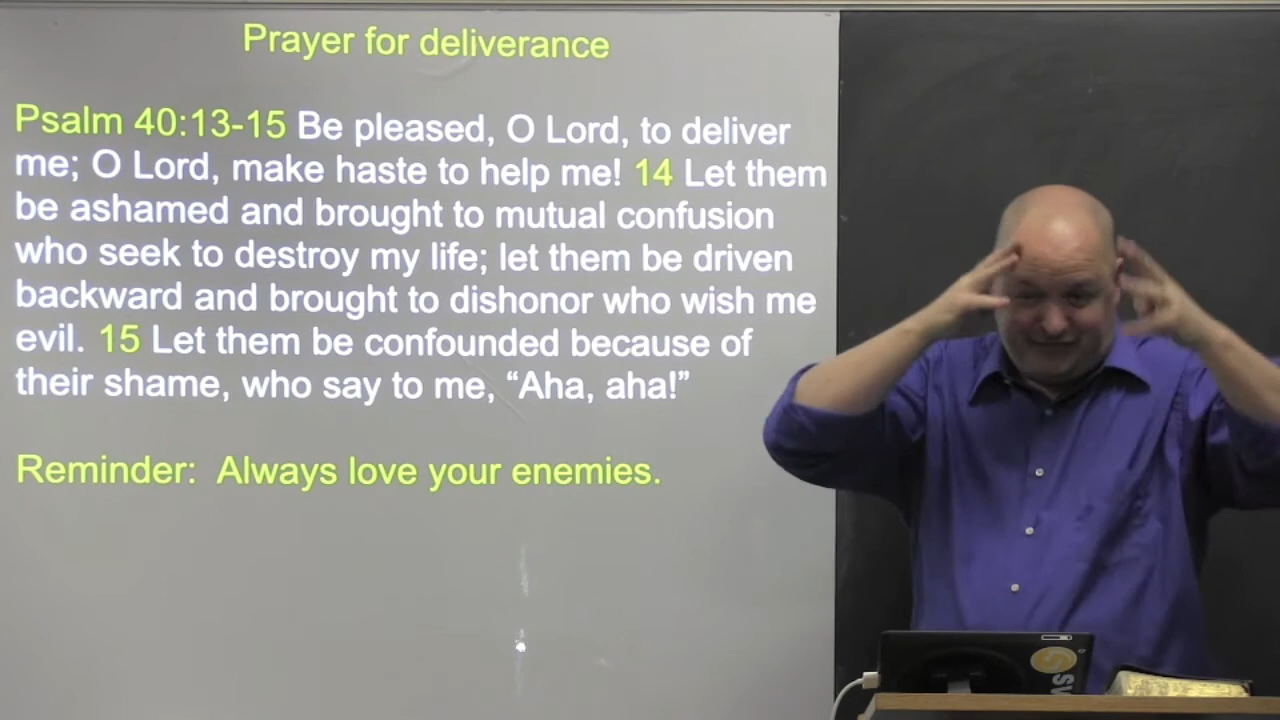 Prayer for deliverance
Psalm 40:13-15 Be pleased, O Lord, to deliver
me; O Lord, make haste to help me! 14 Let them
be ashamed and brought to mutual confusion
who seek to destroy my life; let them be driven
backward and brought to dishonor who wish me
evil. 15 Let them be confounded because of
their shame, who say to me, “Aha, aha!”
Reminder:  Always love your enemies.